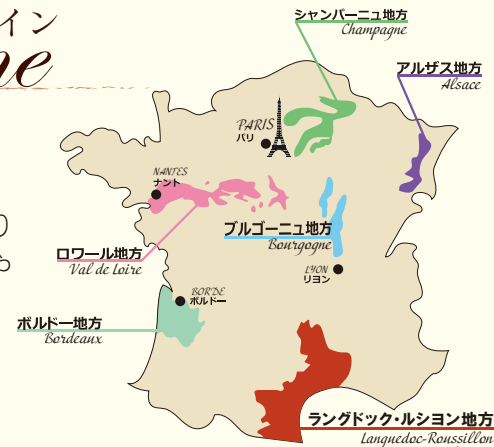 イン
ne
シャンパーニュ地方
Champagne
アルザス地方
Alsace
PARIS
パリ
NANTES
ナント
り
や
ブルゴーニュ地方
Bourgogne
ロワール地方
Val de Loire
LYON
リヨン
BORDE
ボルドー
ボルドー地方
Bordeaux
ラングドック・ルシヨン地方
Languedoc-Roussillon